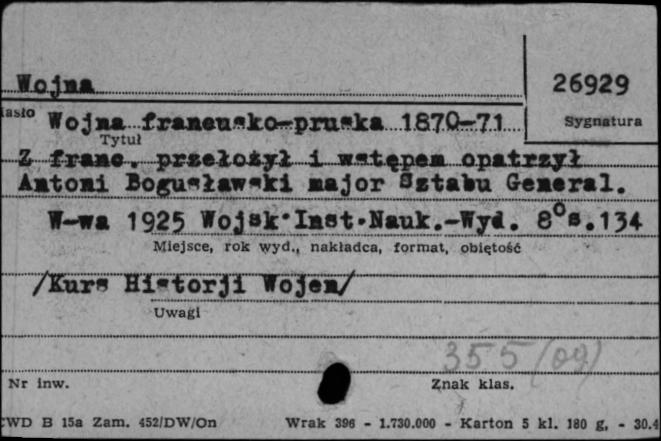 Wojna
26929
Sygnatura
Wojna francusko-pruska 1870-71
Tytuł
Z franc. przełożył i wstępem opatrzył
Antoni Bogusławski major Sztabu General.
W-wa 1925 Wojsk.Inst.Nauk.-Wyd. 8°s.134
Miejsce, rok wyd., nakładca, format, objętość
/Kurs Historji Wojen/
Uwagi
355/09)
Nr inw.
Znak klas.
CWD B 15a Zam. 452/DW/On
Wrak 396 - 1.730.000 - Karton 5 kl. 180 g. - 30.4